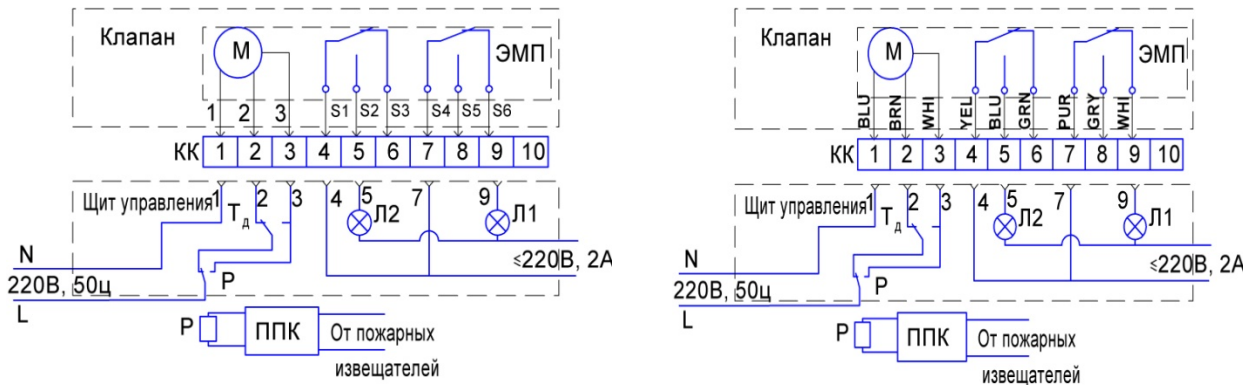 Клапан
М
ЭМП
1 2 3 S1 S2 S3 S4 S5 S6
КК 1 2 3 4 5 6 7 8 9 10
Щит управления 1 2 3 4 5 7 9
Тд Л2 Л1
N
220В, 50ц
L
Р
≤220В, 2А
Р ППК От пожарных
извещателей
Клапан
М
ЭМП
BLU BRN WHI YEL BLU GRN PUR GRY WHI
КК 1 2 3 4 5 6 7 8 9 10
Щит управления 1 2 3 4 5 7 9
Тд Л2 Л1
N
220В, 50ц
L
Р
≤220В, 2А
Р ППК От пожарных
извещателей